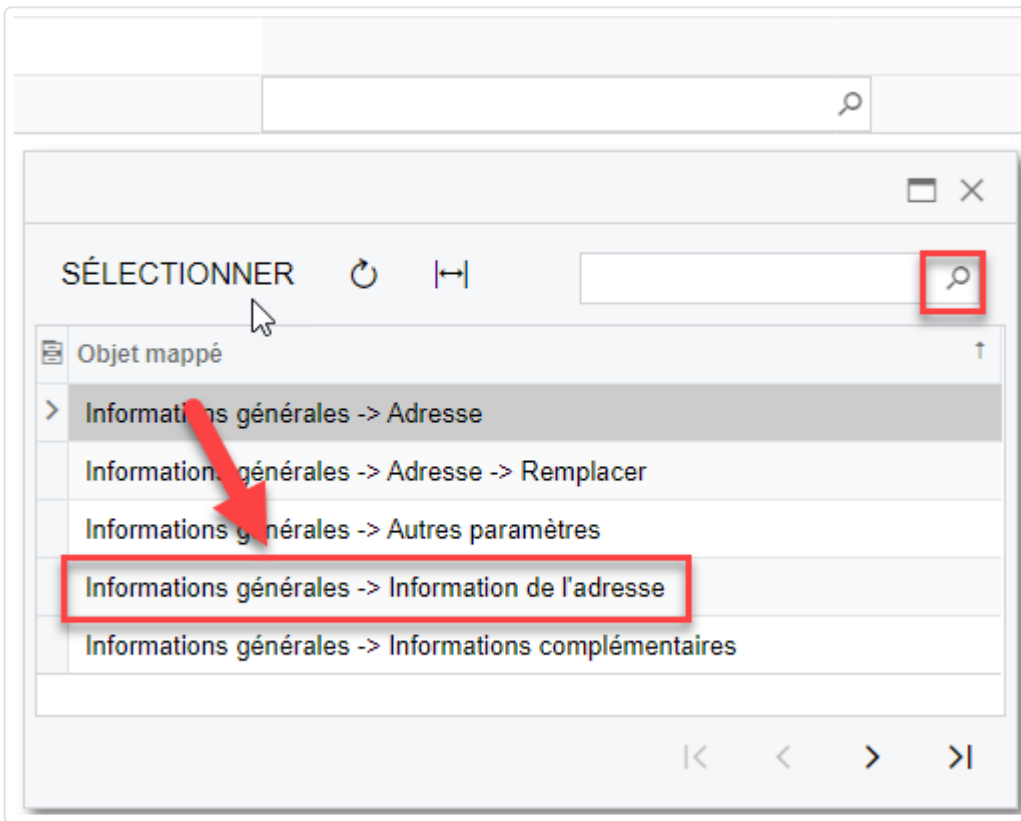 SÉLECTIONNER
Objet mappé
Informations générales -> Adresse
Informations générales -> Adresse -> Remplacer
Informations générales -> Autres paramètres
Informations générales -> Information de l'adresse
Informations générales -> Informations complémentaires